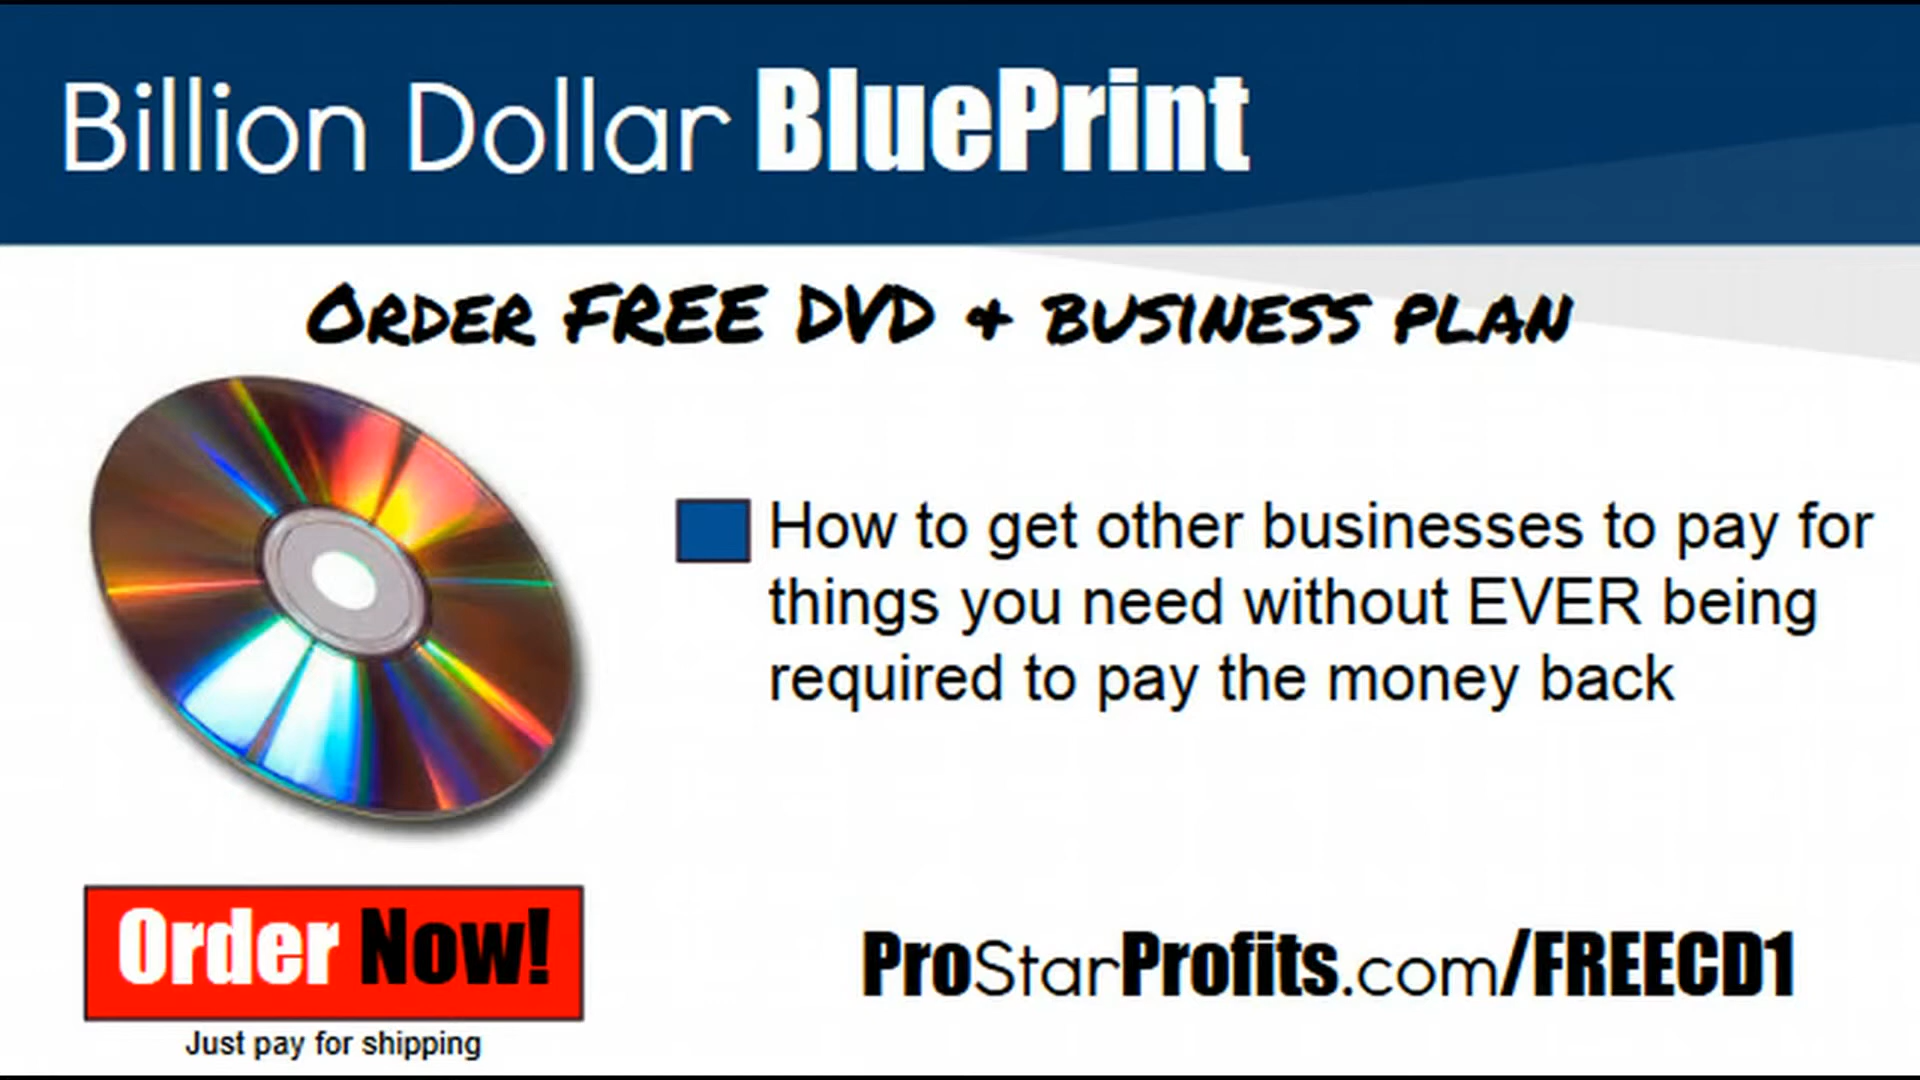 Billion Dollar BluePrint
Order FREE DVD & business plan
How to get other businesses to pay for
things you need without EVER being
required to pay the money back
Order Now!
Just pay for shipping
ProStarProfits.com/FREECD1